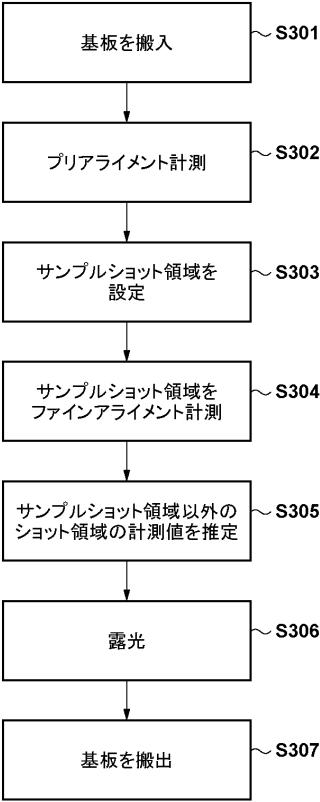 基板を搬入
S301
プリアライメント計測
S302
サンプルショット領域を
設定
S303
サンプルショット領域を
ファインアライメント計測
S304
サンプルショット領域以外の
ショット領域の計測値を推定
S305
露光
S306
基板を搬出
S307